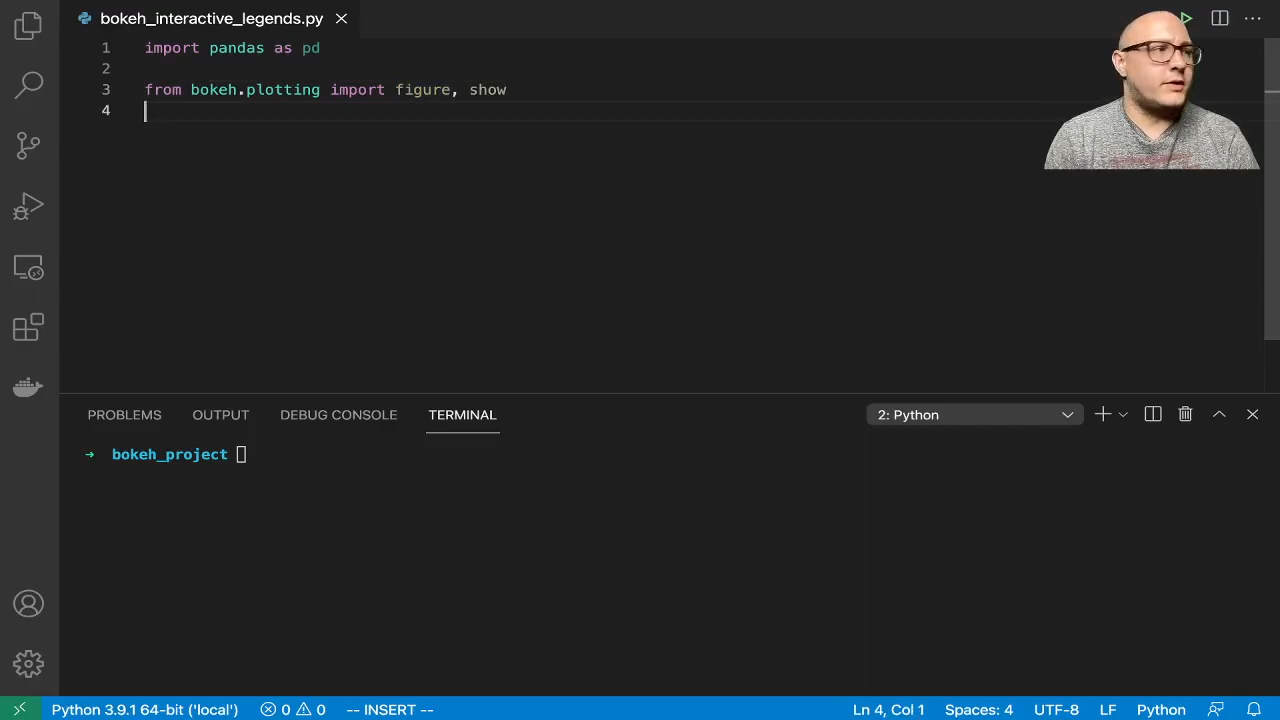 bokeh_interactive_legends.py
1 import pandas as pd
2
3 from bokeh.plotting import figure, show
4
PROBLEMS OUTPUT DEBUG CONSOLE TERMINAL 2: Python
→ bokeh_project
Python 3.9.1 64-bit ('local') 0 0 -- INSERT -- Ln 4, Col 1 Spaces: 4 UTF-8 LF Python